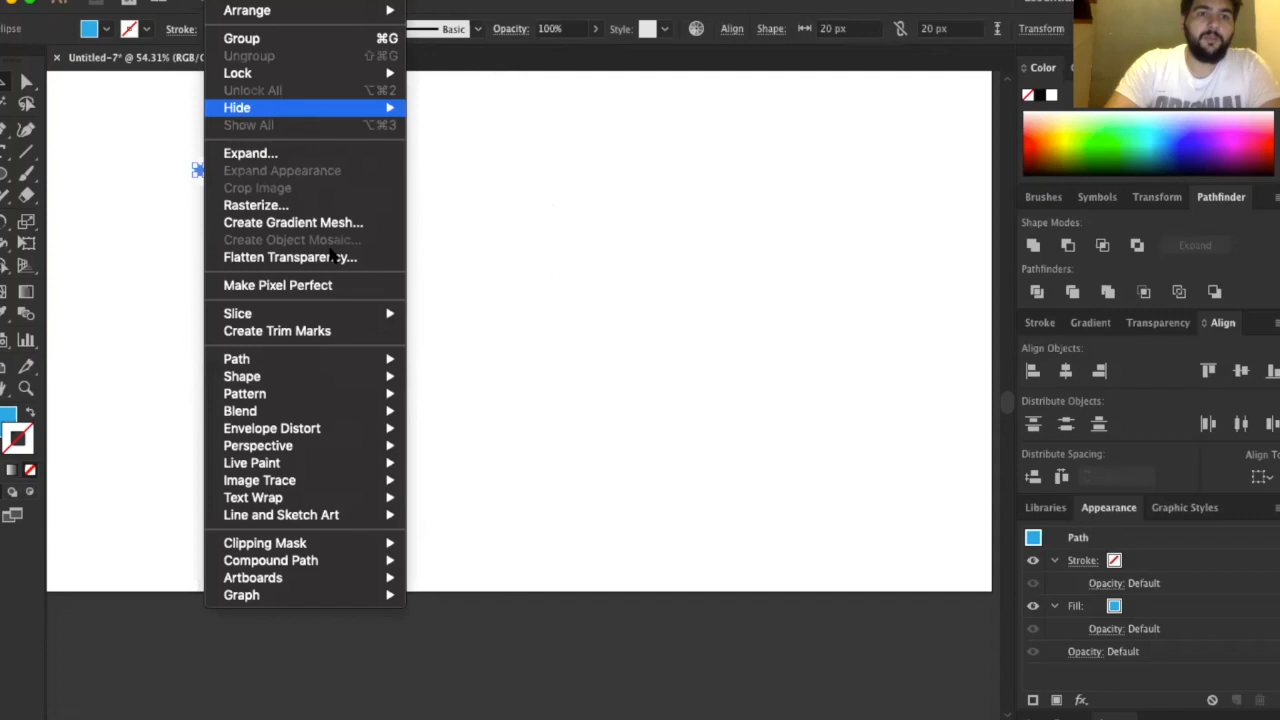 Arrange
lipse
Stroke:
Basic
Opacity:
100%
Style:
Align
Shape:
20 px
20 px
Transform
Group ⌘G
× Untitled-7* @ 54.31% (RGB/
Ungroup ⇧⌘G
Lock
Unlock All ⌥⌘2
Hide
Show All ⌥⌘3
Expand...
Expand Appearance
Crop Image
Rasterize...
Create Gradient Mesh...
Create Object Mosaic...
Flatten Transparency...
Make Pixel Perfect
Slice
Create Trim Marks
Path
Shape
Pattern
Blend
Envelope Distort
Perspective
Live Paint
Image Trace
Text Wrap
Line and Sketch Art
Clipping Mask
Compound Path
Artboards
Graph
Color
ORIGINAL
Brushes Symbols Transform Pathfinder
Shape Modes:
Expand
Pathfinders:
Stroke Gradient Transparency Align
Align Objects:
Distribute Objects:
Distribute Spacing: Align To
Libraries Appearance Graphic Styles
Path
Stroke:
Opacity: Default
Fill:
Opacity: Default
Opacity: Default
fx